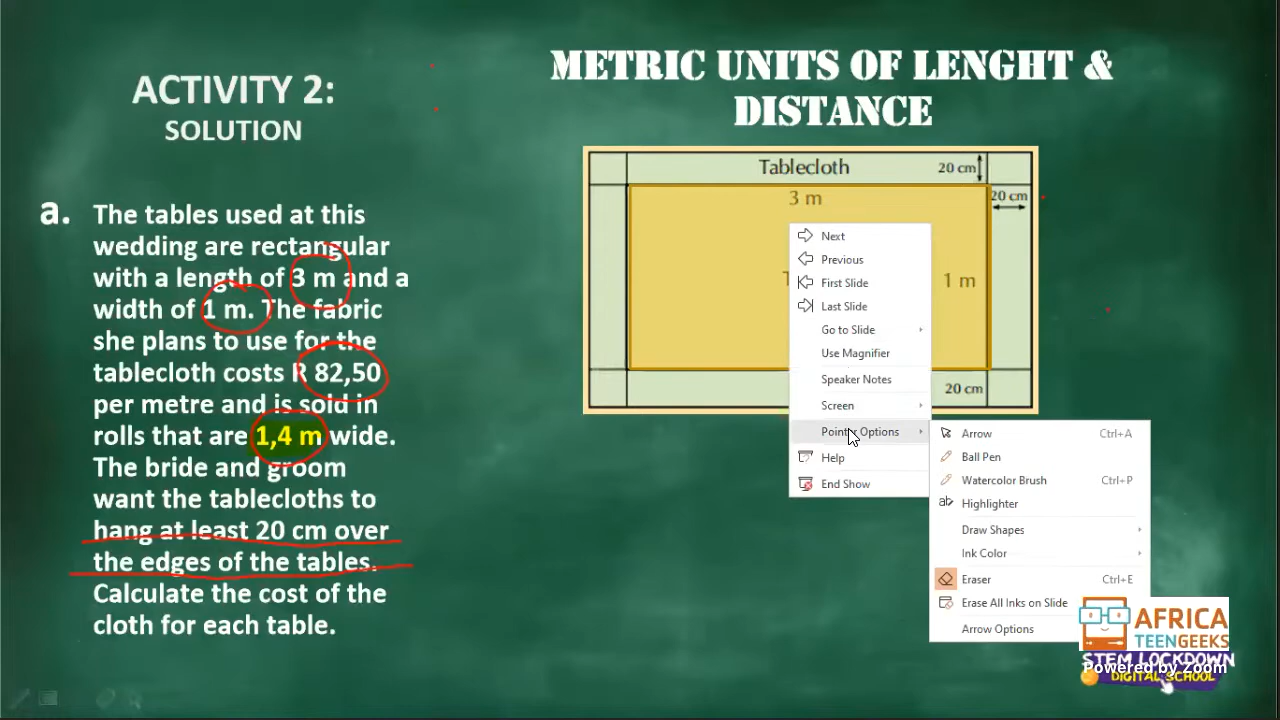 ACTIVITY 2:
SOLUTION
METRIC UNITS OF LENGHT &
DISTANCE
a. The tables used at this
wedding are rectangular
with a length of 3 m and a
width of 1 m. The fabric
she plans to use for the
tablecloth costs R 82,50
per metre and is sold in
rolls that are 1,4 m wide.
The bride and groom
want the tablecloths to
hang at least 20 cm over
the edges of the tables.
Calculate the cost of the
cloth for each table.
Tablecloth 20 cm
3 m 20 cm
1 m
20 cm
Next
Previous
First Slide
Last Slide
Go to Slide
Use Magnifier
Speaker Notes
Screen
Pointer Options
Help
End Show
Arrow Ctrl+A
Ball Pen
Watercolor Brush Ctrl+P
Highlighter
Draw Shapes
Ink Color
Eraser Ctrl+E
Erase All Inks on Slide
Arrow Options
AFRICA
TEENGEEKS
STEM LOCKDOWN
DIGITAL SCHOOL
Powered by Zoom